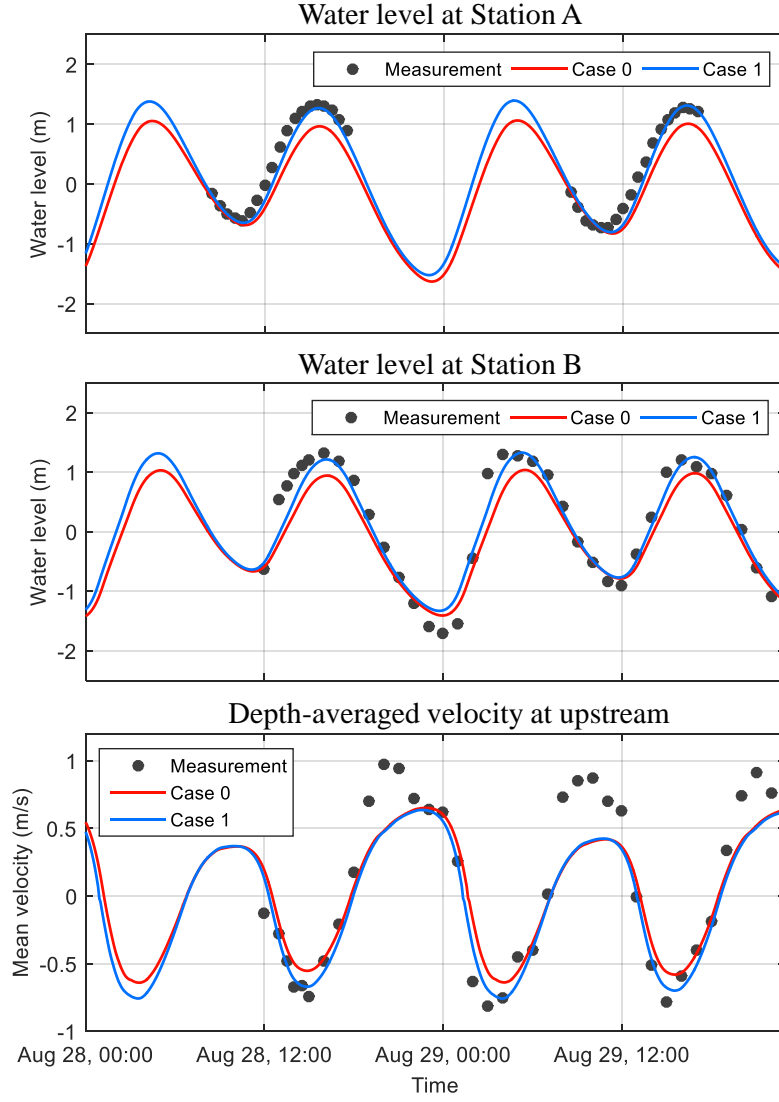 Water level at Station A
Measurement Case 0 Case 1
2
1
0
-1
-2
Water level (m)
Water level at Station B
Measurement Case 0 Case 1
2
1
0
-1
-2
Water level (m)
Depth-averaged velocity at upstream
Measurement
Case 0
Case 1
1
0.5
0
-0.5
-1
Mean velocity (m/s)
Aug 28, 00:00 Aug 28, 12:00 Aug 29, 00:00 Aug 29, 12:00
Time